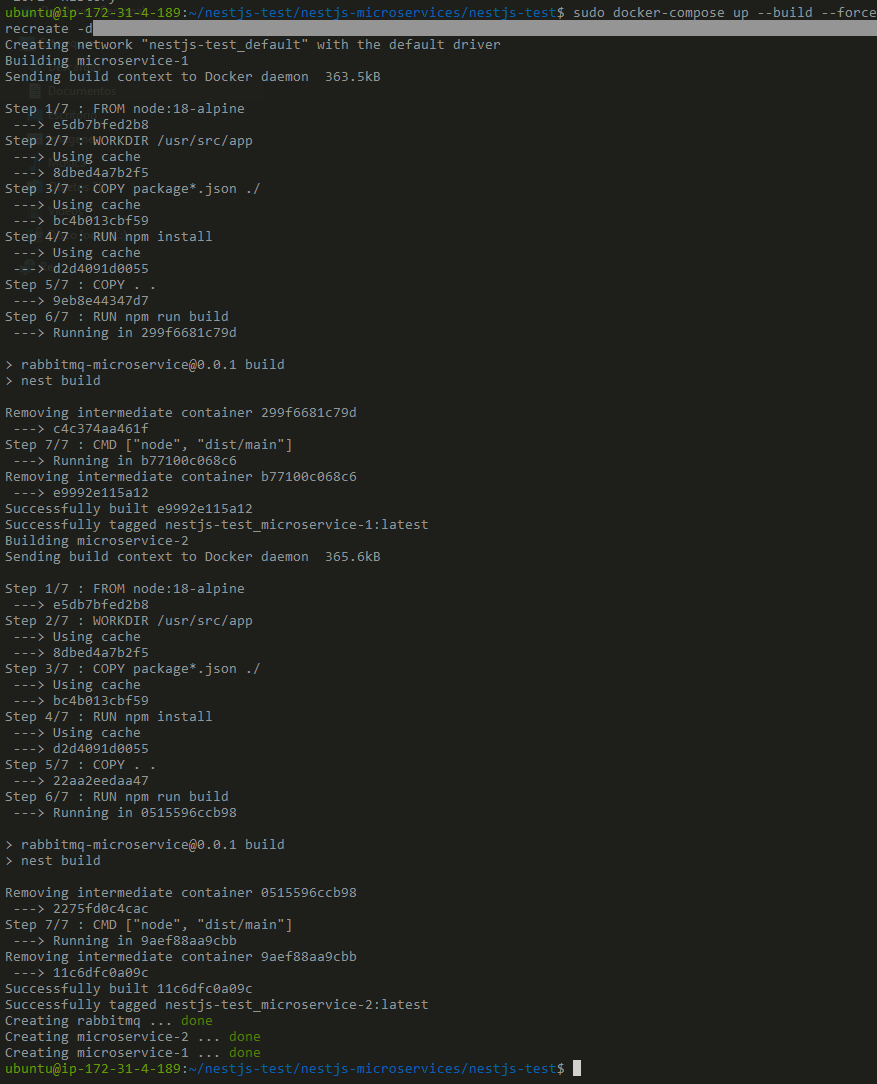 ubuntu@ip-172-31-4-189:~/nestjs-test/nestjs-microservices/nestjs-test$ sudo docker-compose up --build --force
recreate -d
Creating network "nestjs-test_default" with the default driver
Building microservice-1
Sending build context to Docker daemon  363.5kB
Documentos
Step 1/7 : FROM node:18-alpine
 ---> e5db7bfed2b8
Step 2/7 : WORKDIR /usr/src/app
 ---> Using cache
 ---> 8dbed4a7b2f5
Step 3/7 : COPY package*.json ./
 ---> Using cache
 ---> bc4b013cbf59
Step 4/7 : RUN npm install
 ---> Using cache
 ---> d2d4091d0055
Step 5/7 : COPY . .
 ---> 9eb8e44347d7
Step 6/7 : RUN npm run build
 ---> Running in 299f6681c79d

> rabbitmq-microservice@0.0.1 build
> nest build

Removing intermediate container 299f6681c79d
 ---> c4c374aa461f
Step 7/7 : CMD ["node", "dist/main"]
 ---> Running in b77100c068c6
Removing intermediate container b77100c068c6
 ---> e9992e115a12
Successfully built e9992e115a12
Successfully tagged nestjs-test_microservice-1:latest
Building microservice-2
Sending build context to Docker daemon  365.6kB

Step 1/7 : FROM node:18-alpine
 ---> e5db7bfed2b8
Step 2/7 : WORKDIR /usr/src/app
 ---> Using cache
 ---> 8dbed4a7b2f5
Step 3/7 : COPY package*.json ./
 ---> Using cache
 ---> bc4b013cbf59
Step 4/7 : RUN npm install
 ---> Using cache
 ---> d2d4091d0055
Step 5/7 : COPY . .
 ---> 22aa2eedaa47
Step 6/7 : RUN npm run build
 ---> Running in 0515596ccb98

> rabbitmq-microservice@0.0.1 build
> nest build

Removing intermediate container 0515596ccb98
 ---> 2275fd0c4cac
Step 7/7 : CMD ["node", "dist/main"]
 ---> Running in 9aef88aa9cbb
Removing intermediate container 9aef88aa9cbb
 ---> 11c6dfc0a09c
Successfully built 11c6dfc0a09c
Successfully tagged nestjs-test_microservice-2:latest
Creating rabbitmq ... done
Creating microservice-2 ... done
Creating microservice-1 ... done
ubuntu@ip-172-31-4-189:~/nestjs-test/nestjs-microservices/nestjs-test$